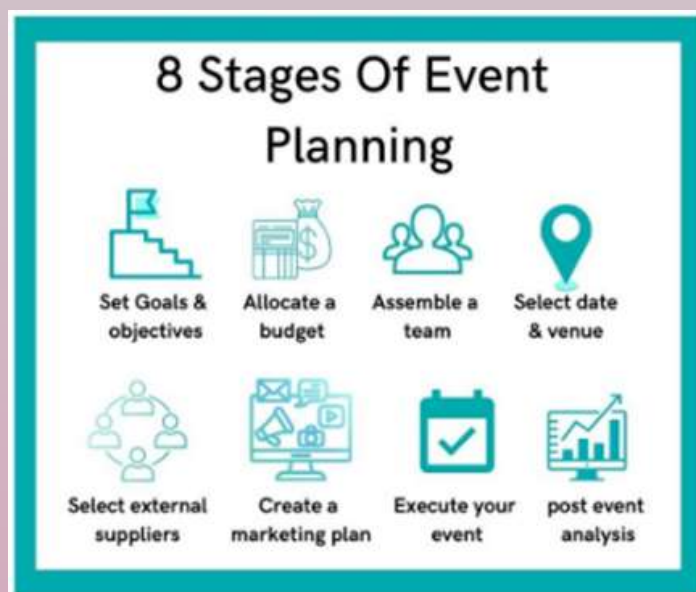 8 Stages Of Event
Planning
Set Goals &
objectives
Allocate a
budget
Assemble a
team
Select date
& venue
Select external
suppliers
Create a
marketing plan
Execute your
event
post event
analysis